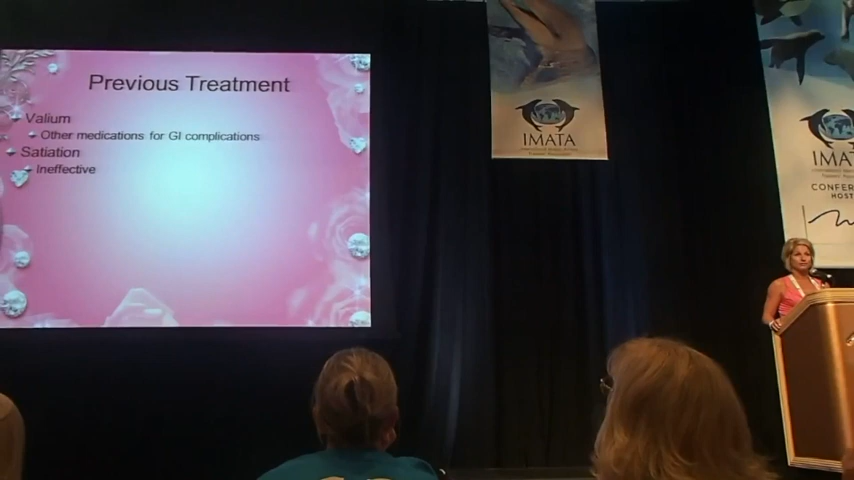 Previous Treatment
Valium
Other medications for GI complications
Satiation
Ineffective
IMATA
IMATA
CONFER
HOST